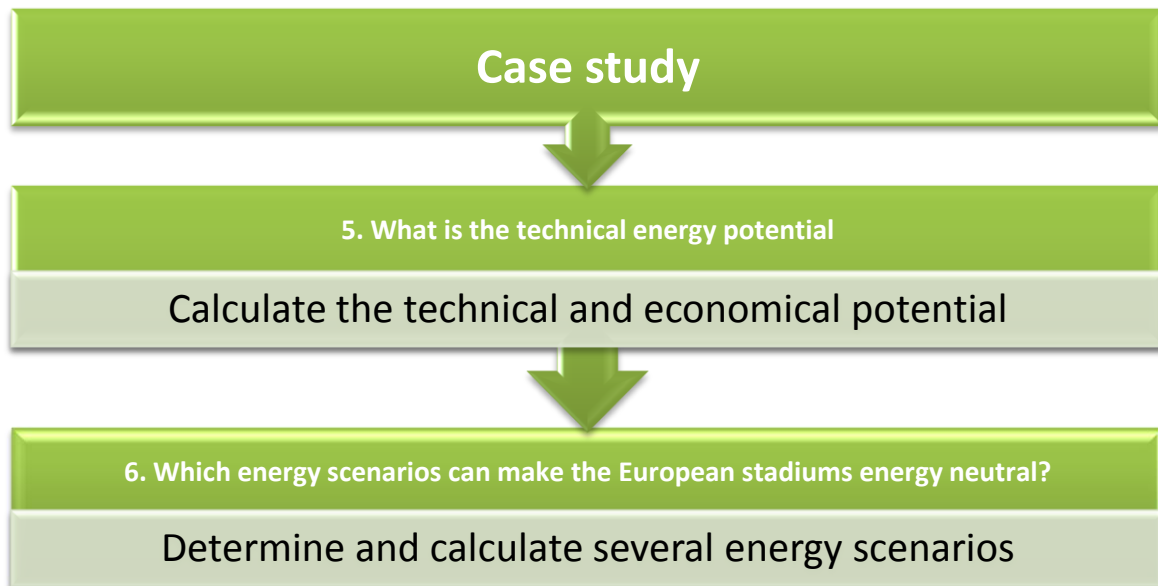 Case study
5. What is the technical energy potential
Calculate the technical and economical potential
6. Which energy scenarios can make the European stadiums energy neutral?
Determine and calculate several energy scenarios